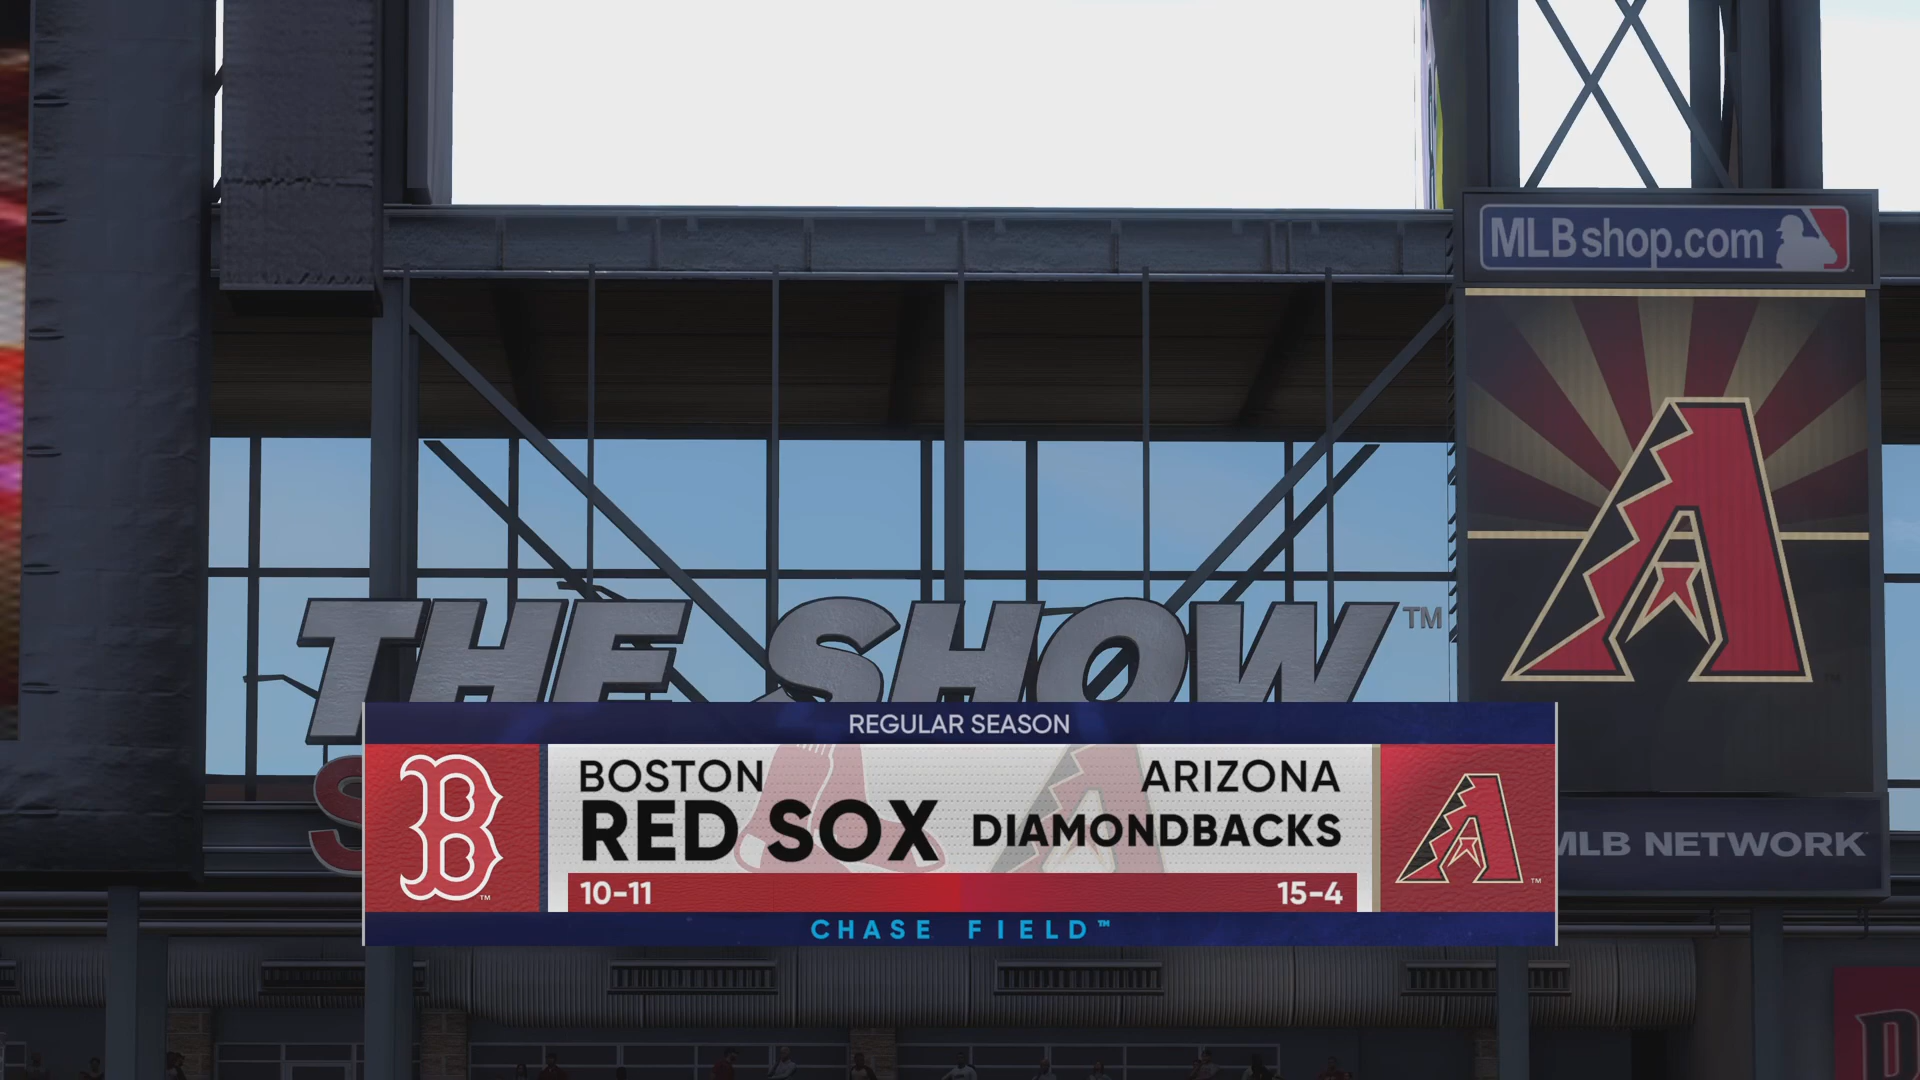 MLBshop.com
THE SHOW™
REGULAR SEASON
BOSTON
RED SOX
10-11
ARIZONA
DIAMONDBACKS
15-4
CHASE FIELD™
MLB NETWORK